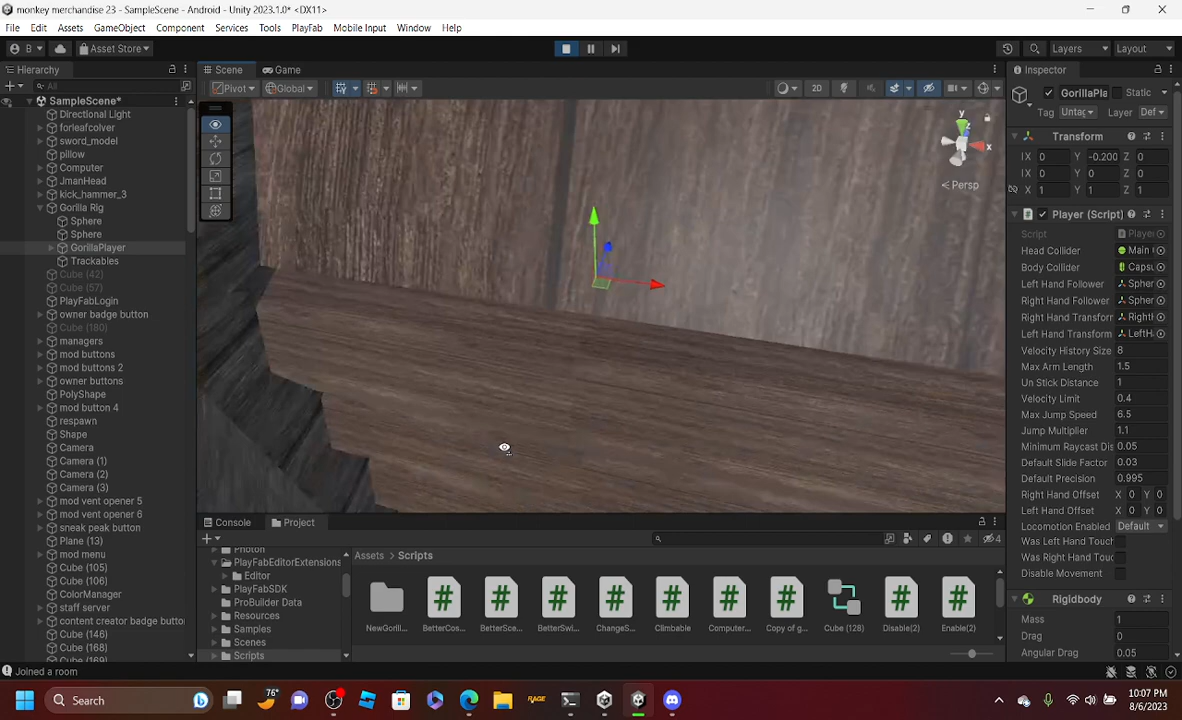 monkey merchandise 23 - SampleScene - Android - Unity 2023.1.0* <DX11>
File Edit Assets GameObject Component Services Tools PlayFab Mobile Input Window Help
B Asset Store Layers Layout
Hierarchy
All
SampleScene*
Directional Light
forleafcolver
sword_model
pillow
Computer
JmanHead
kick_hammer_3
Gorilla Rig
Sphere
Sphere
GorillaPlayer
Trackables
Cube (42)
Cube (57)
PlayFabLogin
owner badge button
Cube (180)
managers
mod buttons
mod buttons 2
owner buttons
PolyShape
mod button 4
respawn
Shape
Camera
Camera (1)
Camera (2)
Camera (3)
mod vent opener 5
mod vent opener 6
sneak peak button
Plane (13)
mod menu
Cube (105)
Cube (106)
ColorManager
staff server
content creator badge butto
Cube (146)
Cube (168)
Cube (169)
Scene Game
Pivot Global 2D
y
z
x
Persp
Console Project
Photon
PlayFabEditorExtensions
Editor
PlayFabSDK
ProBuilder Data
Resources
Samples
Scenes
Scripts
4
Assets Scripts
NewGorill...
BetterCos...
BetterSce...
BetterSwi...
ChangeS...
Climbable
Computer...
Copy of g...
Cube (128)
Disable(2)
Enable(2)
Inspector
GorillaPla Static
Tag Untag Layer Def
Transform
X 0 Y -0.200 Z 0
X 0 Y 0 Z 0
X 1 Y 1 Z 1
Player (Script)
Script Player
Head Collider Main
Body Collider Caps
Left Hand Follower Spher
Right Hand Follower Spher
Right Hand Transform Right
Left Hand Transform LeftH
Velocity History Size 8
Max Arm Length 1.5
Un Stick Distance 1
Velocity Limit 0.4
Max Jump Speed 6.5
Jump Multiplier 1.1
Minimum Raycast Dis 0.05
Default Slide Factor 0.03
Default Precision 0.995
Right Hand Offset X 0 Y 0
Left Hand Offset X 0 Y 0
Locomotion Enabled Default
Was Left Hand Touch
Was Right Hand Touc
Disable Movement
Rigidbody
Mass 1
Drag 0
Angular Drag 0.05
Joined a room
Search
76°
RAGE
10:07 PM
8/6/2023